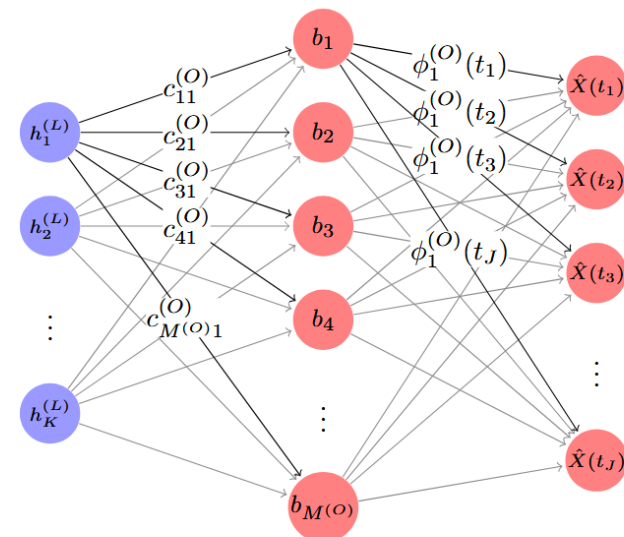 b_1
ϕ_1^{(O)}(t_1)
X̂(t_1)
c_{11}^{(O)}
h_1^{(L)}
c_{21}^{(O)}
b_2
ϕ_1^{(O)}(t_2)
c_{31}^{(O)}
ϕ_1^{(O)}(t_3)
X̂(t_2)
h_2^{(L)}
c_{41}^{(O)}
b_3
ϕ_1^{(O)}(t_J)
X̂(t_3)
c_{M^{(O)}1}^{(O)}
b_4
⋮
⋮
h_K^{(L)}
⋮
X̂(t_J)
b_{M^{(O)}}